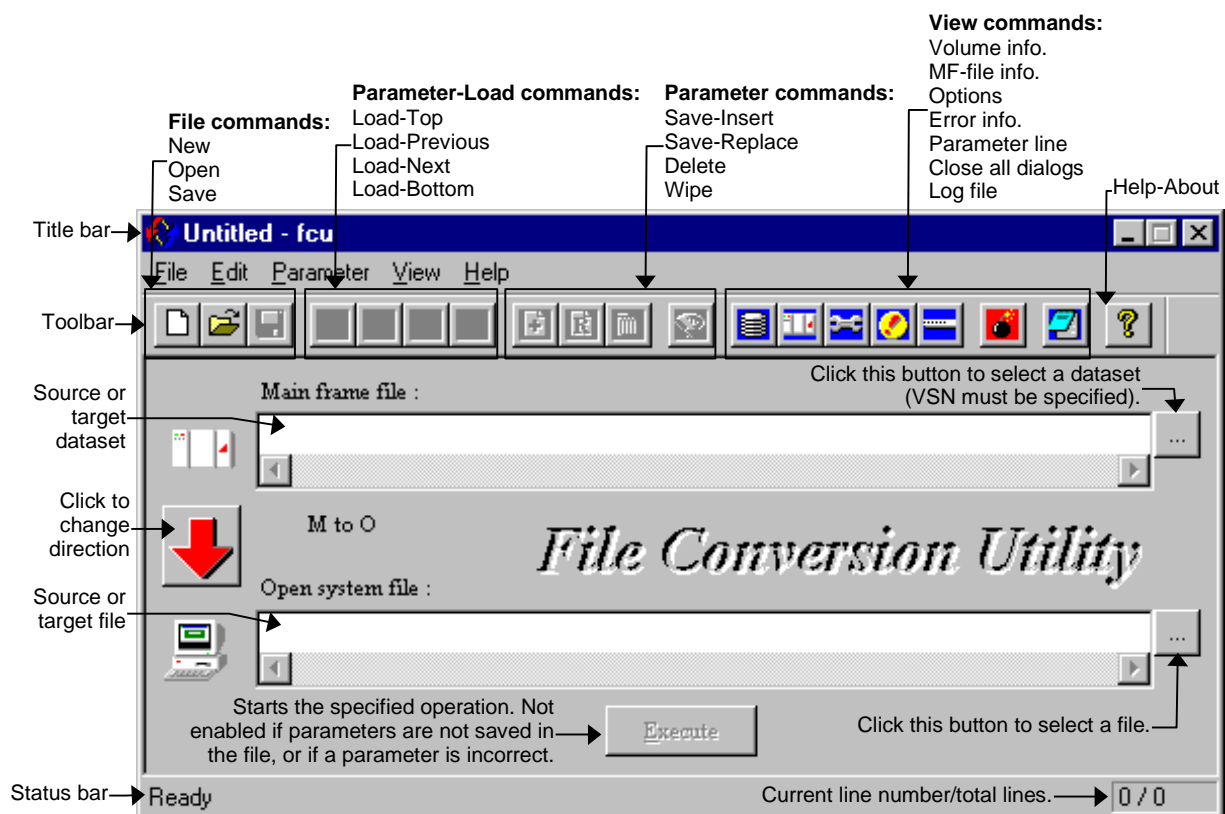 View commands:
Volume info.
MF-file info.
Options
Error info.
Parameter line
Close all dialogs
Log file
Parameter-Load commands:
Load-Top
Load-Previous
Load-Next
Load-Bottom
Parameter commands:
Save-Insert
Save-Replace
Delete
Wipe
File commands:
New
Open
Save
Help-About
Title bar
Untitled - fcu
File Edit Parameter View Help
Toolbar
Source or
target
dataset
Main frame file :
Click this button to select a dataset
(VSN must be specified).
...
Click to
change
direction
M to O
File Conversion Utility
Source or
target file
Open system file :
...
Starts the specified operation. Not
enabled if parameters are not saved in
the file, or if a parameter is incorrect.
Execute
Click this button to select a file.
Status bar
Ready
Current line number/total lines.
0 / 0